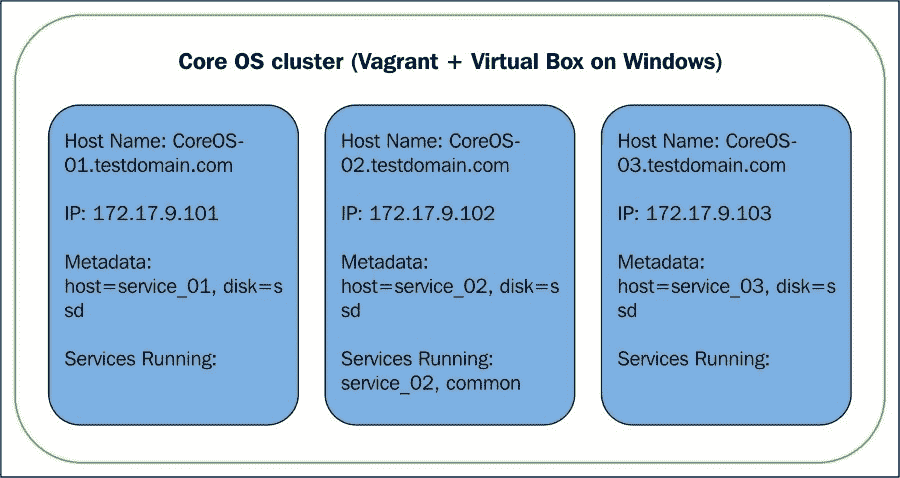 Core OS cluster (Vagrant + Virtual Box on Windows)
Host Name: CoreOS-
01.testdomain.com
IP: 172.17.9.101
Metadata:
host=service_01, disk=s
sd
Services Running:
Host Name: CoreOS-
02.testdomain.com
IP: 172.17.9.102
Metadata:
host=service_02, disk=s
sd
Services Running:
service_02, common
Host Name: CoreOS-
03.testdomain.com
IP: 172.17.9.103
Metadata:
host=service_03, disk=s
sd
Services Running: